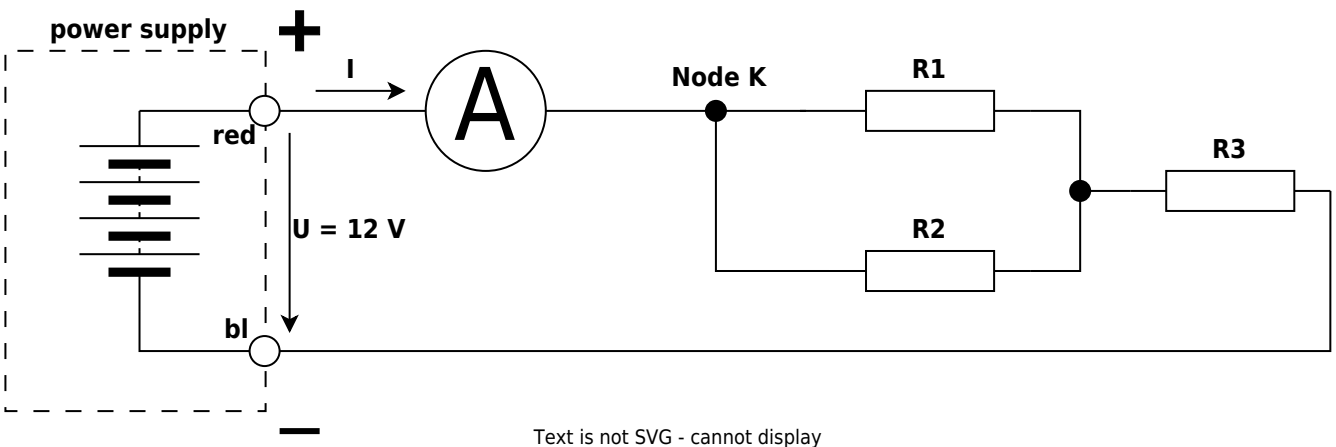 power supply
+
I
A
Node K
R1
red
R3
U = 12 V
R2
bl
−
Text is not SVG - cannot display